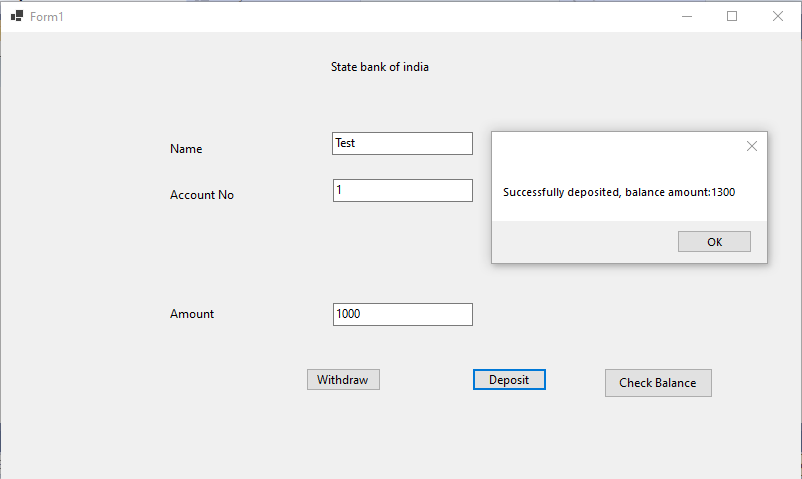 Form1
State bank of india
Name
Test
Account No
1
Successfully deposited, balance amount:1300
OK
Amount
1000
Withdraw
Deposit
Check Balance